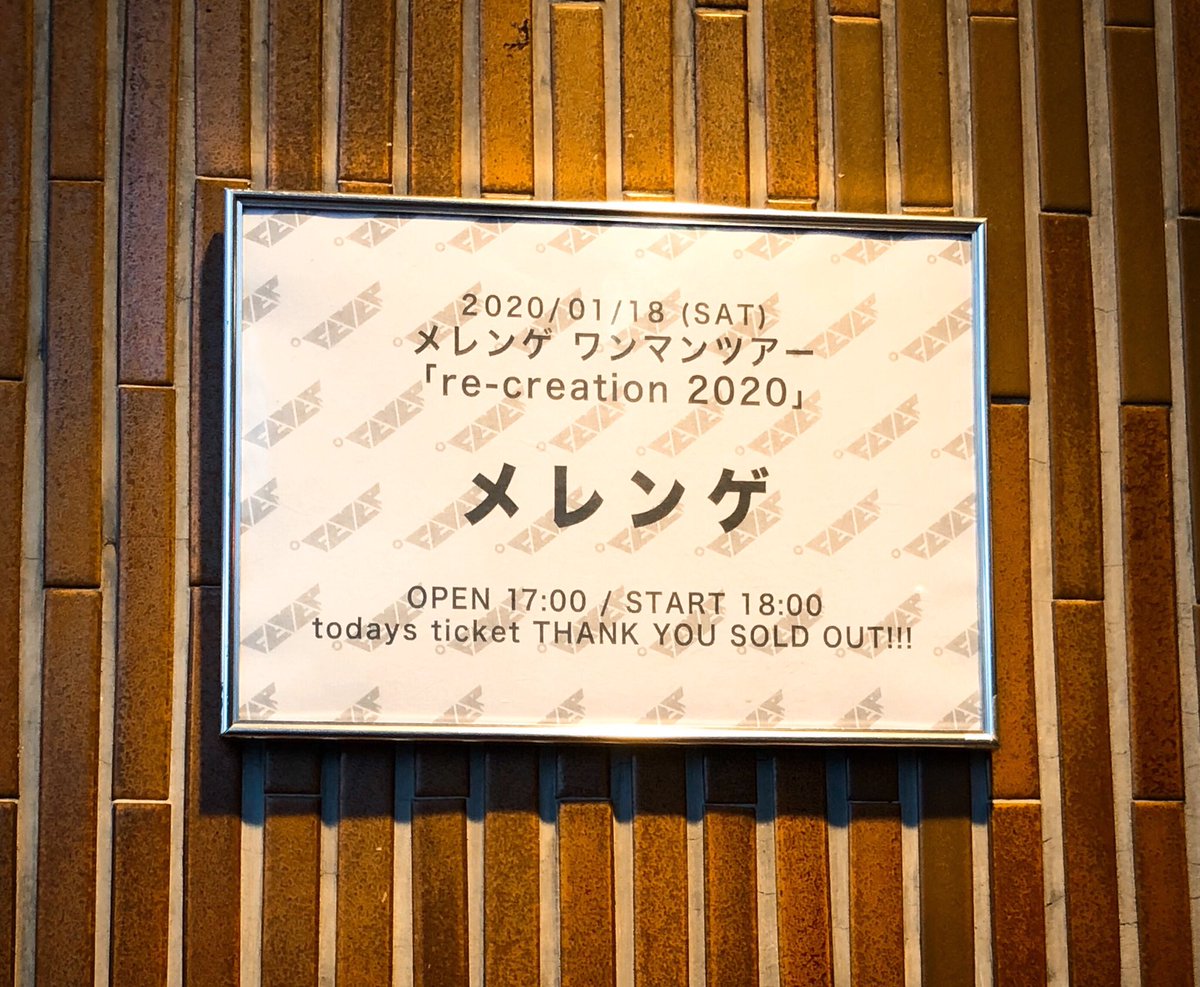 2020/01/18 (SAT)
メレンゲ ワンマンツアー
「re-creation 2020」
メレンゲ
OPEN 17:00 / START 18:00
todays ticket THANK YOU SOLD OUT!!!
FEVER